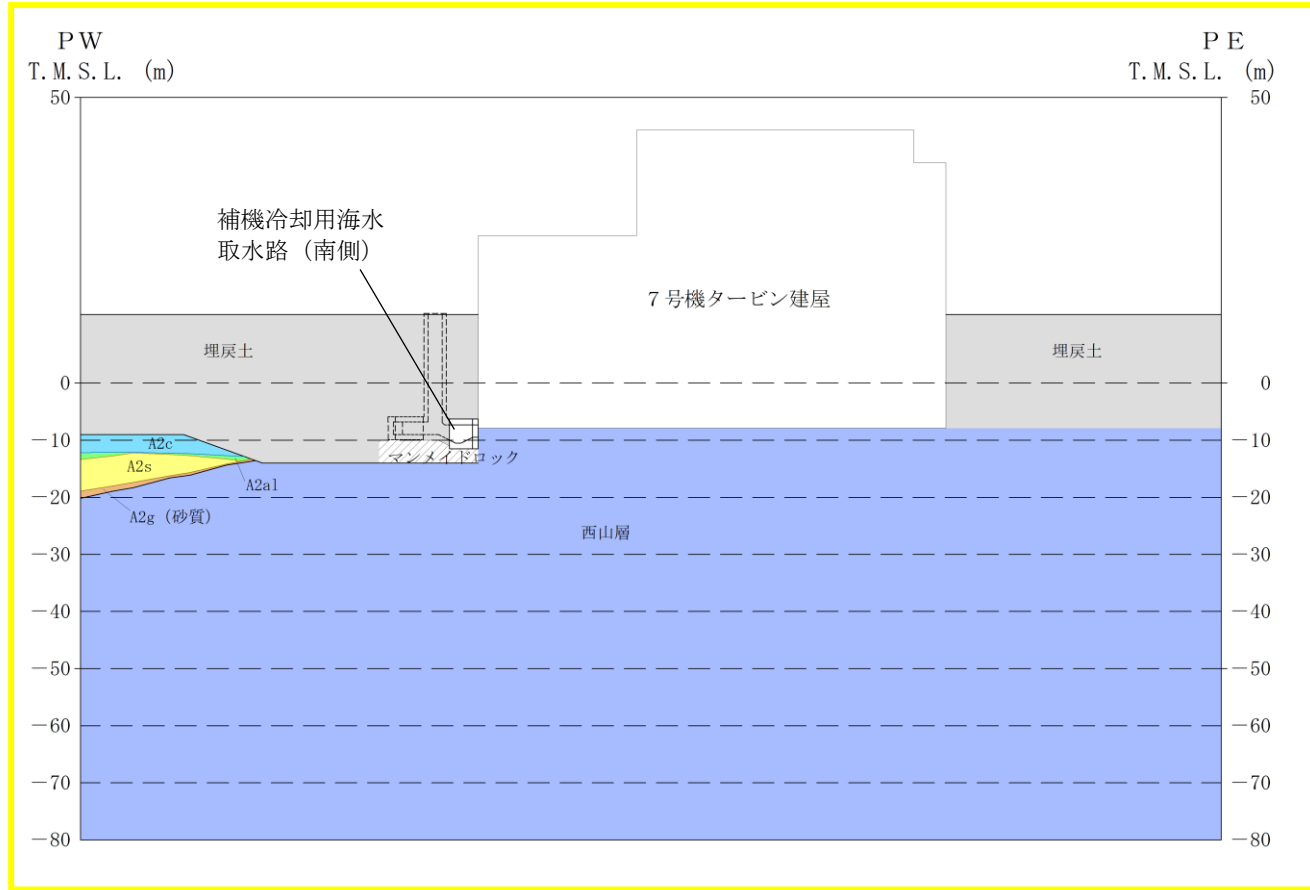 PW
T.M.S.L. (m)
PE
T.M.S.L. (m)
50
50
補機冷却用海水
取水路（南側）
7号機タービン建屋
埋戻土
埋戻土
0
0
－10
－10
A2c
マンメイドロック
A2s
A2al
－20
－20
A2g（砂質）
西山層
－30
－30
－40
－40
－50
－50
－60
－60
－70
－70
－80
－80